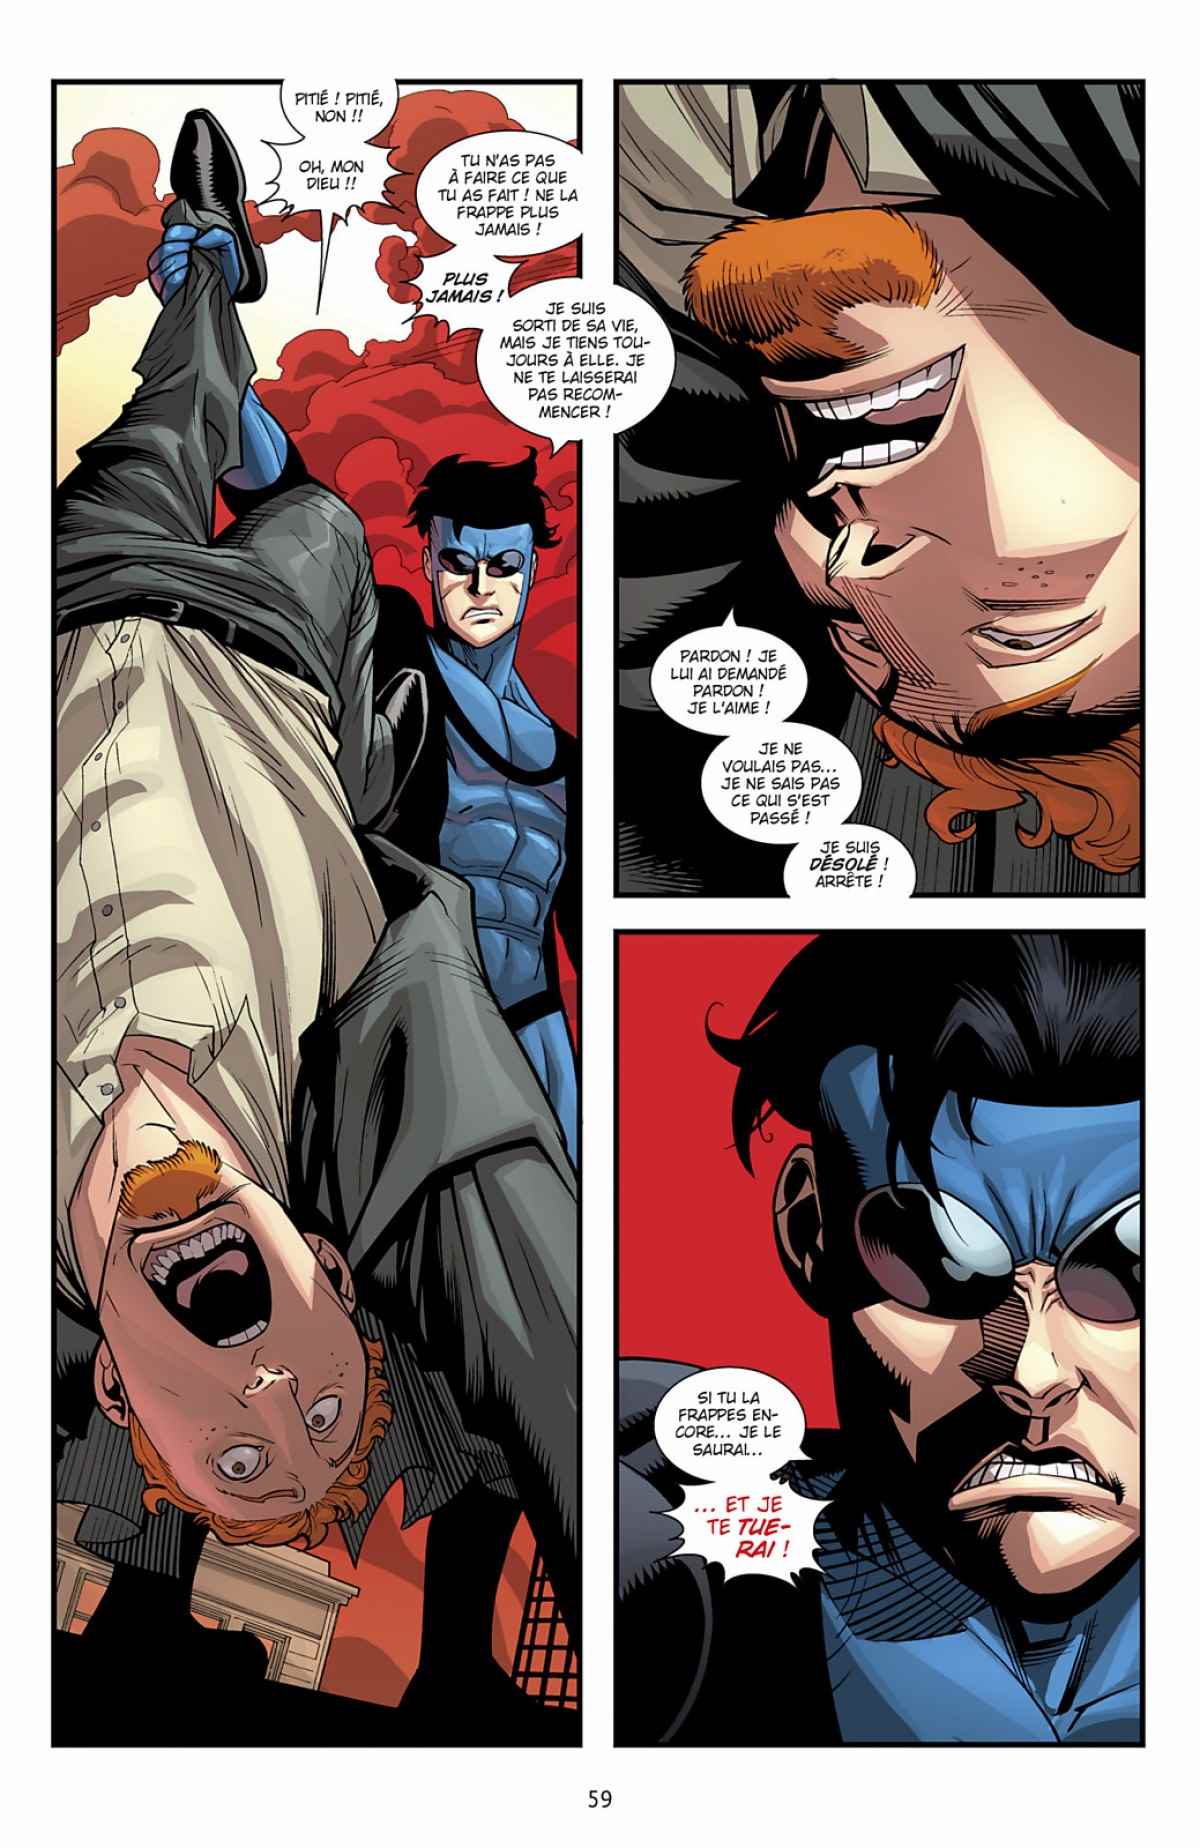 PITIÉ ! PITIÉ,
NON !!
OH, MON
DIEU !!
TU N'AS PAS
À FAIRE CE QUE
TU AS FAIT ! NE LA
FRAPPE PLUS
JAMAIS !
PLUS
JAMAIS !
JE SUIS
SORTI DE SA VIE,
MAIS JE TIENS TOU-
JOURS À ELLE. JE
NE TE LAISSERAI
PAS RECOM-
MENCER !
PARDON ! JE
LUI AI DEMANDÉ
PARDON !
JE L'AIME !
JE NE
VOULAIS PAS...
JE NE SAIS PAS
CE QUI S'EST
PASSÉ !
JE SUIS
DÉSOLÉ !
ARRÊTE !
SI TU LA
FRAPPES EN-
CORE... JE LE
SAURAI...
... ET JE
TE TUE-
RAI !
59